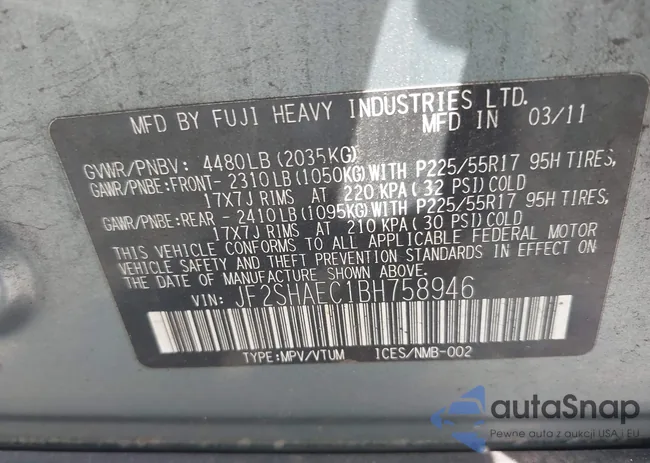 MFD BY FUJI HEAVY INDUSTRIES LTD.
MFD IN 03/11
GVWR/PNBV: 4480LB(2035KG)
GAWR/PNBE:FRONT- 2310LB(1050KG)WITH P225/55R17 95H TIRES,
17X7J RIMS AT 220 KPA(32 PSI)COLD
GAWR/PNBE:REAR - 2410LB(1095KG)WITH P225/55R17 95H TIRES,
17X7J RIMS AT 210 KPA(30 PSI)COLD
THIS VEHICLE CONFORMS TO ALL APPLICABLE FEDERAL MOTOR
VEHICLE SAFETY AND THEFT PREVENTION STANDARDS IN EFFECT ON
THE DATE OF MANUFACTURE SHOWN ABOVE.
VIN: JF2SHAEC1BH758946
TYPE:MPV/VTUM ICES/NMB-002
autoSnap
Pewne auto z aukcji USA i EU